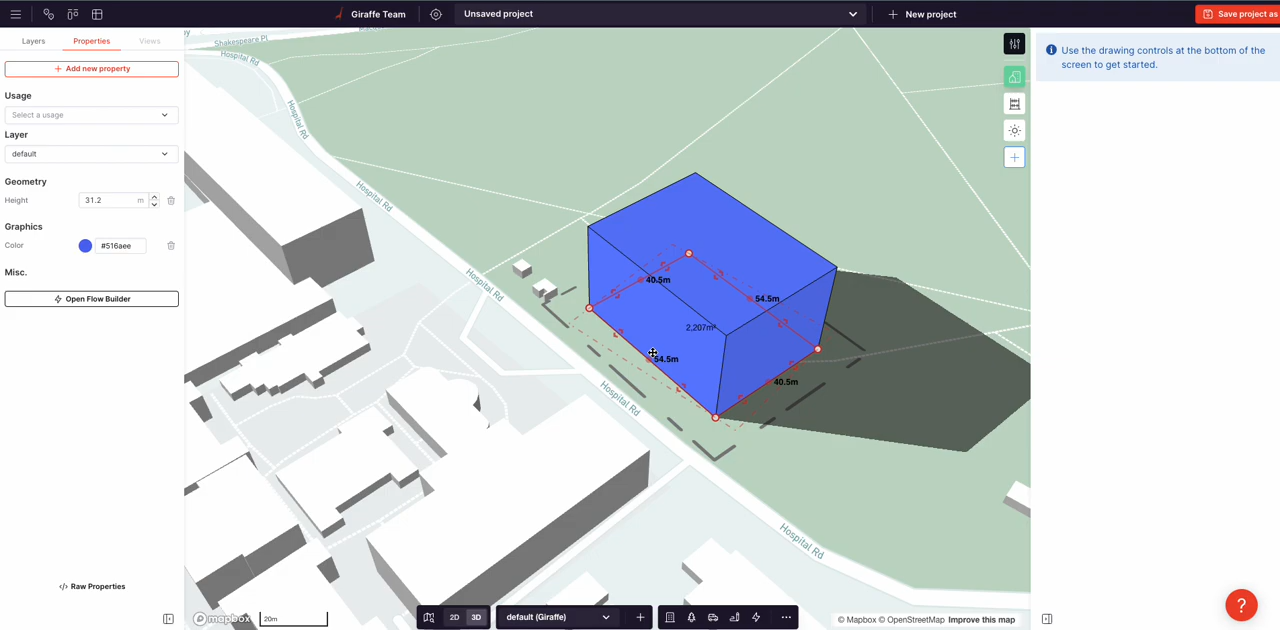 Giraffe Team
Unsaved project
New project
Save project as
Layers
Properties
Views
Add new property
Usage
Select a usage
Layer
default
Geometry
Height
31.2
m
Graphics
Color
#516aee
Misc.
Open Flow Builder
Raw Properties
Shakespeare PL
Hospital Rd
Hospital Rd
Hospital Rd
Hospital Rd
Hospital Rd
Hospital Rd
40.5m
54.5m
2,207m²
54.5m
40.5m
mapbox
20m
2D
3D
default (Giraffe)
© Mapbox © OpenStreetMap Improve this map
Use the drawing controls at the bottom of the
screen to get started.
?